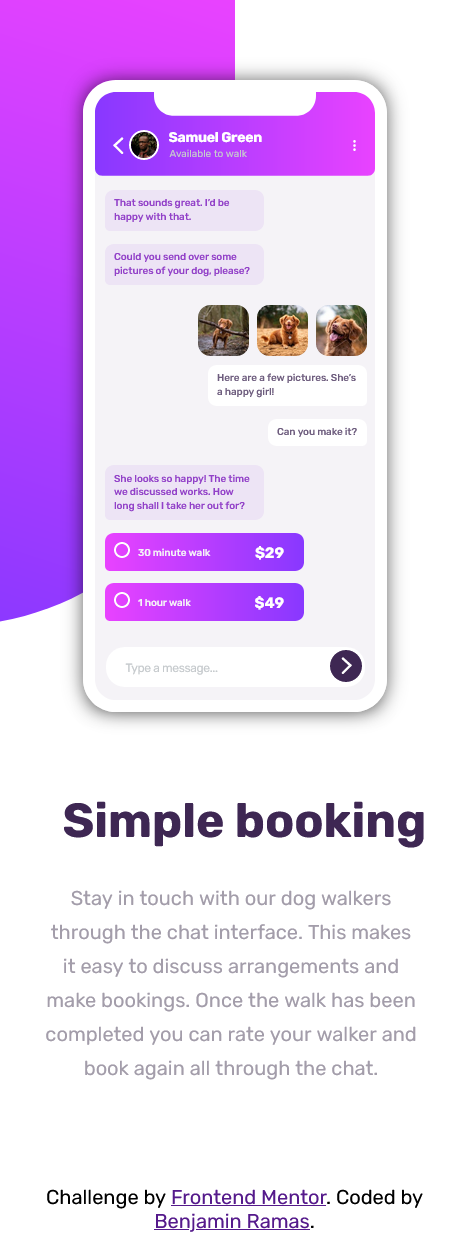 Samuel Green
Available to walk
That sounds great. I'd be
happy with that.
Could you send over some
pictures of your dog, please?
Here are a few pictures. She's
a happy girl!
Can you make it?
She looks so happy! The time
we discussed works. How
long shall I take her out for?
30 minute walk $29
1 hour walk $49
Type a message...
Simple booking
Stay in touch with our dog walkers
through the chat interface. This makes
it easy to discuss arrangements and
make bookings. Once the walk has been
completed you can rate your walker and
book again all through the chat.
Challenge by Frontend Mentor. Coded by
Benjamin Ramas.